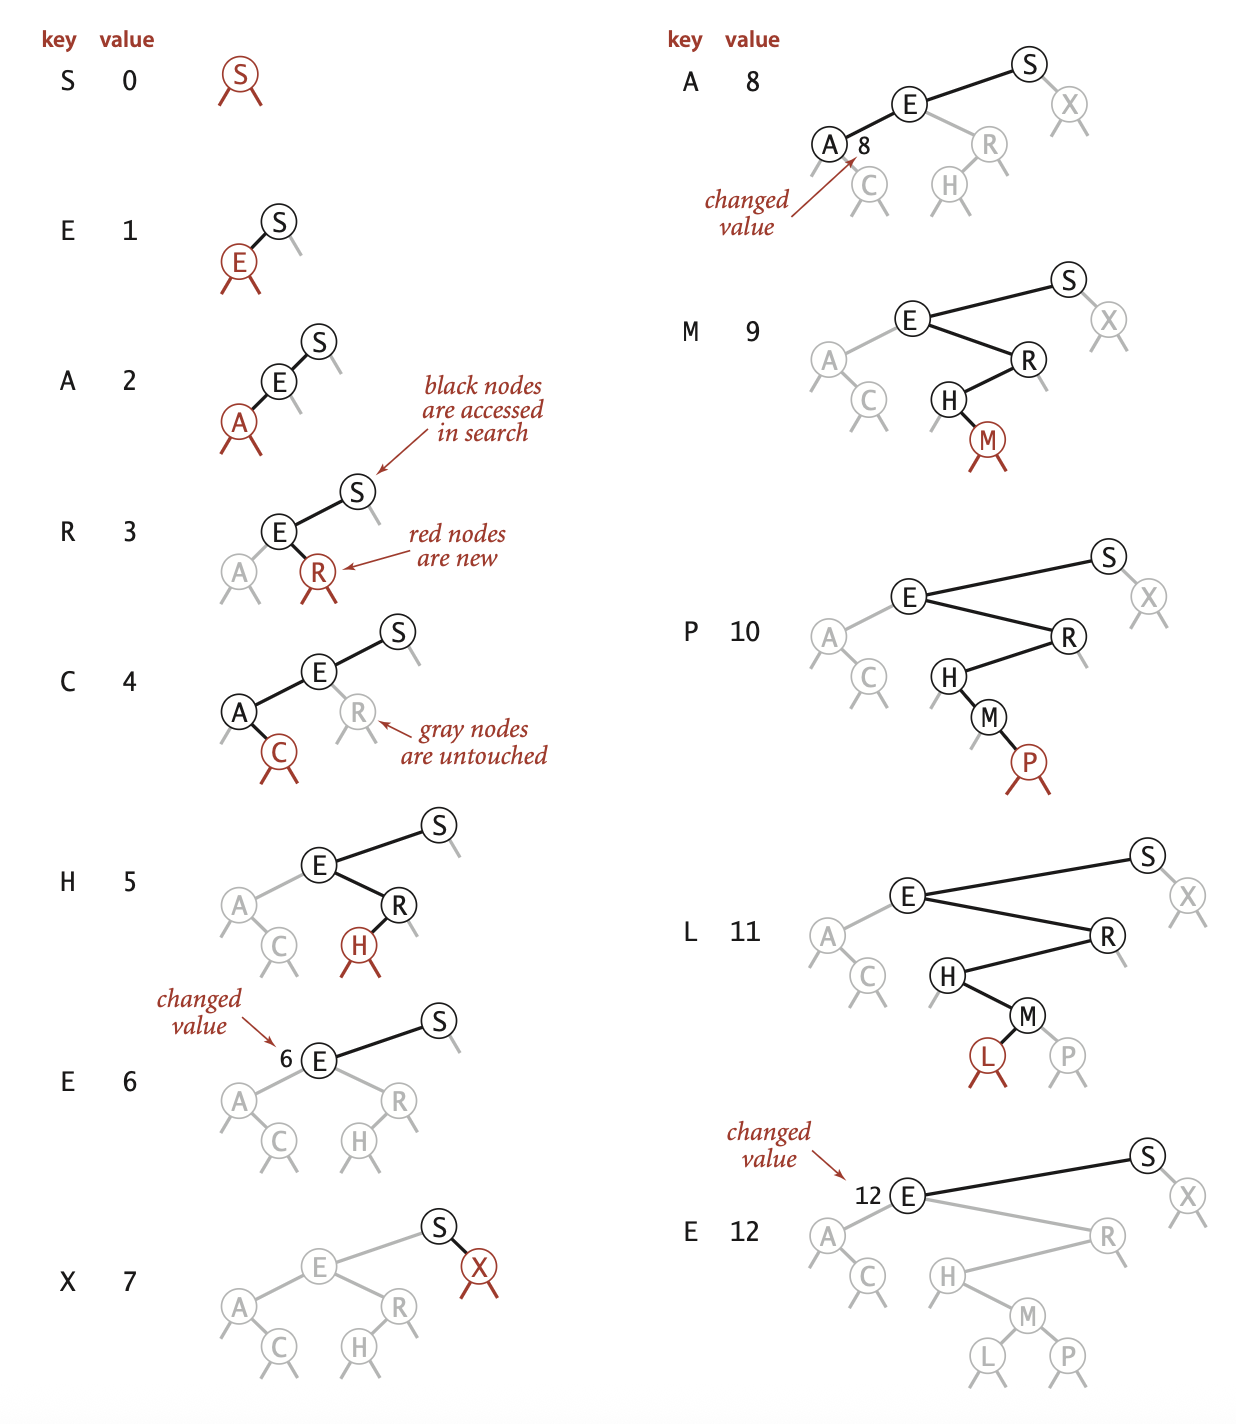 key value
S 0
S
E 1
S
E
A 2
S
E
A
black nodes
are accessed
in search
R 3
S
E
A R
red nodes
are new
C 4
S
E
A R
C
gray nodes
are untouched
H 5
S
E
A R
C H
changed
value
E 6
S
6 E
A R
C H
X 7
S
E X
A R
C H
key value
A 8
S
E X
A 8 R
C H
changed
value
M 9
S
E X
A R
C H
M
P 10
S
E X
A R
C H
M
P
L 11
S
E X
A R
C H
M
L P
changed
value
E 12
S
12 E X
A R
C H
M
L P